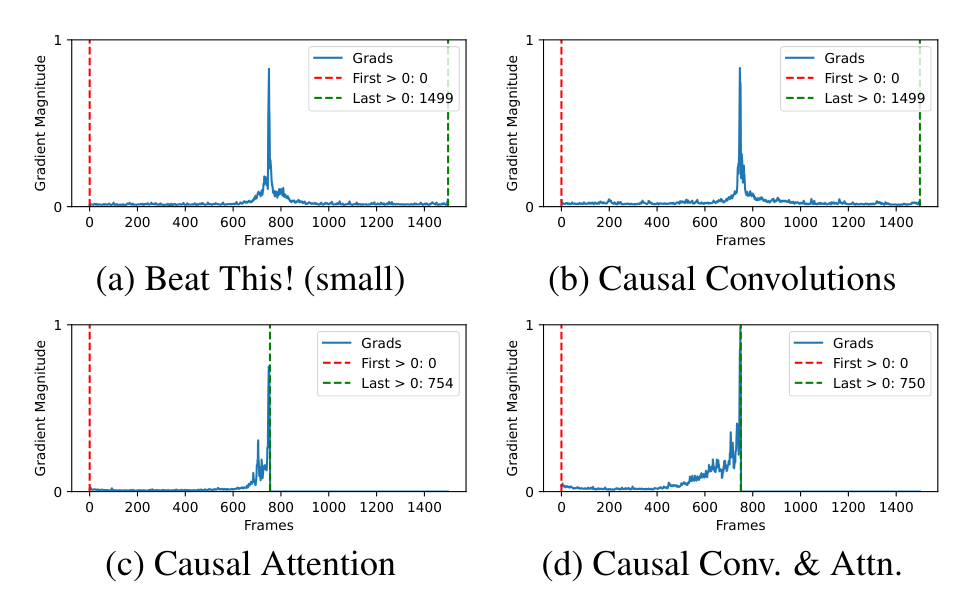 1
Gradient Magnitude
0
Grads
First > 0: 0
Last > 0: 1499
0 200 400 600 800 1000 1200 1400
Frames
(a) Beat This! (small)
1
Gradient Magnitude
0
Grads
First > 0: 0
Last > 0: 1499
0 200 400 600 800 1000 1200 1400
Frames
(b) Causal Convolutions
1
Gradient Magnitude
0
Grads
First > 0: 0
Last > 0: 754
0 200 400 600 800 1000 1200 1400
Frames
(c) Causal Attention
1
Gradient Magnitude
0
Grads
First > 0: 0
Last > 0: 750
0 200 400 600 800 1000 1200 1400
Frames
(d) Causal Conv. & Attn.